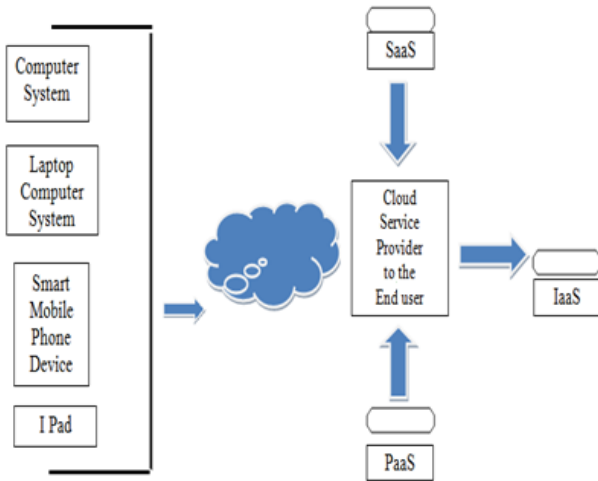 Computer
System
Laptop
Computer
System
Smart
Mobile
Phone
Device
I Pad
SaaS
Cloud
Service
Provider
to the
End user
IaaS
PaaS